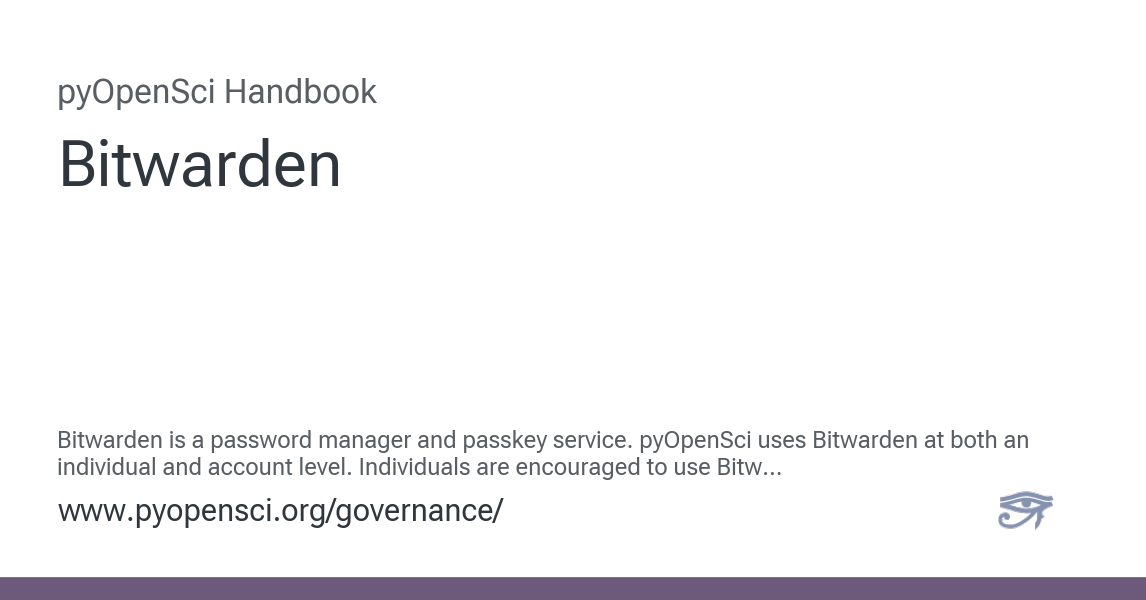 pyOpenSci Handbook
Bitwarden
Bitwarden is a password manager and passkey service. pyOpenSci uses Bitwarden at both an
individual and account level. Individuals are encouraged to use Bitw...
www.pyopensci.org/governance/